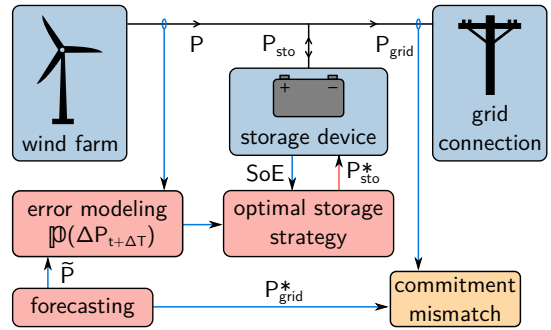 P
P_sto
P_grid
+ −
wind farm
storage device
grid
connection
SoE
P*_sto
error modeling
ℙ(ΔP_{t+ΔT})
optimal storage
strategy
P̃
P*_grid
forecasting
commitment
mismatch